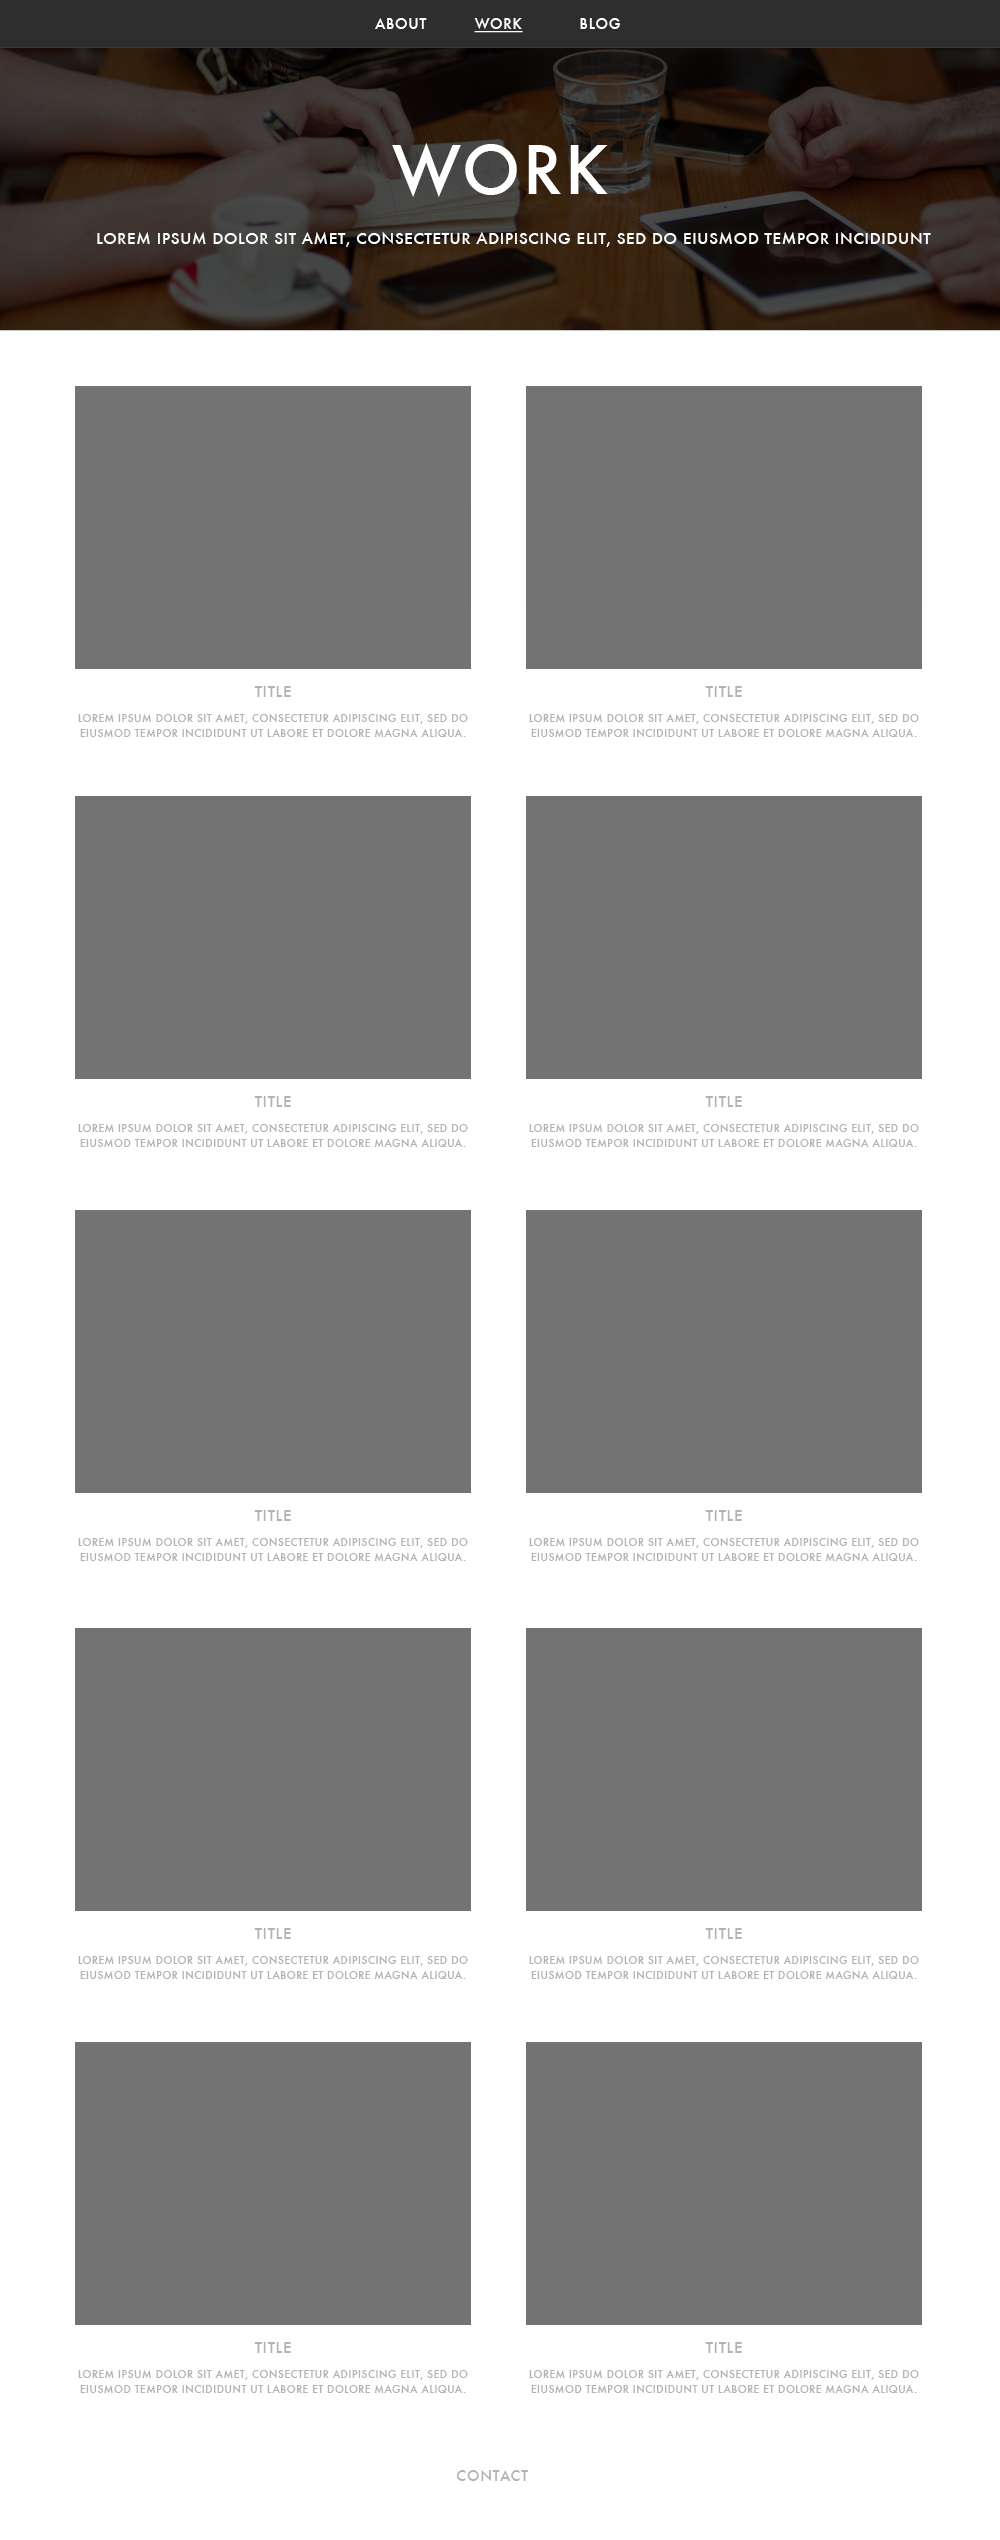 ABOUT WORK BLOG
WORK
LOREM IPSUM DOLOR SIT AMET, CONSECTETUR ADIPISCING ELIT, SED DO EIUSMOD TEMPOR INCIDIDUNT
TITLE
LOREM IPSUM DOLOR SIT AMET, CONSECTETUR ADIPISCING ELIT, SED DO
EIUSMOD TEMPOR INCIDIDUNT UT LABORE ET DOLORE MAGNA ALIQUA.
TITLE
LOREM IPSUM DOLOR SIT AMET, CONSECTETUR ADIPISCING ELIT, SED DO
EIUSMOD TEMPOR INCIDIDUNT UT LABORE ET DOLORE MAGNA ALIQUA.
TITLE
LOREM IPSUM DOLOR SIT AMET, CONSECTETUR ADIPISCING ELIT, SED DO
EIUSMOD TEMPOR INCIDIDUNT UT LABORE ET DOLORE MAGNA ALIQUA.
TITLE
LOREM IPSUM DOLOR SIT AMET, CONSECTETUR ADIPISCING ELIT, SED DO
EIUSMOD TEMPOR INCIDIDUNT UT LABORE ET DOLORE MAGNA ALIQUA.
TITLE
LOREM IPSUM DOLOR SIT AMET, CONSECTETUR ADIPISCING ELIT, SED DO
EIUSMOD TEMPOR INCIDIDUNT UT LABORE ET DOLORE MAGNA ALIQUA.
TITLE
LOREM IPSUM DOLOR SIT AMET, CONSECTETUR ADIPISCING ELIT, SED DO
EIUSMOD TEMPOR INCIDIDUNT UT LABORE ET DOLORE MAGNA ALIQUA.
TITLE
LOREM IPSUM DOLOR SIT AMET, CONSECTETUR ADIPISCING ELIT, SED DO
EIUSMOD TEMPOR INCIDIDUNT UT LABORE ET DOLORE MAGNA ALIQUA.
TITLE
LOREM IPSUM DOLOR SIT AMET, CONSECTETUR ADIPISCING ELIT, SED DO
EIUSMOD TEMPOR INCIDIDUNT UT LABORE ET DOLORE MAGNA ALIQUA.
TITLE
LOREM IPSUM DOLOR SIT AMET, CONSECTETUR ADIPISCING ELIT, SED DO
EIUSMOD TEMPOR INCIDIDUNT UT LABORE ET DOLORE MAGNA ALIQUA.
TITLE
LOREM IPSUM DOLOR SIT AMET, CONSECTETUR ADIPISCING ELIT, SED DO
EIUSMOD TEMPOR INCIDIDUNT UT LABORE ET DOLORE MAGNA ALIQUA.
CONTACT